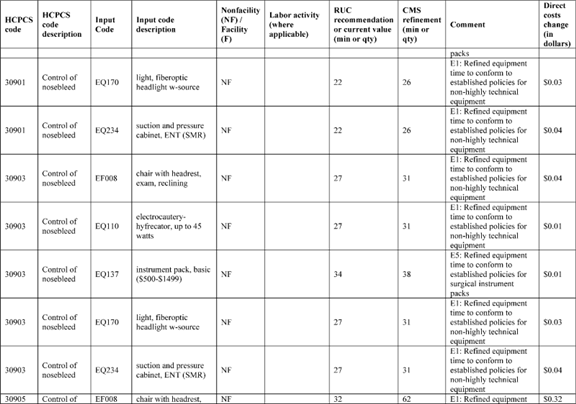 HCPCS code | HCPCS code description | Input Code | Input code description | Nonfacility (NF) / Facility (F) | Labor activity (where applicable) | RUC recommendation or current value (min or qty) | CMS refinement (min or qty) | Comment | Direct costs change (in dollars)
packs
30901 | Control of nosebleed | EQ170 | light, fiberoptic headlight w-source | NF | | 22 | 26 | E1: Refined equipment time to conform to established policies for non-highly technical equipment | $0.03
30901 | Control of nosebleed | EQ234 | suction and pressure cabinet, ENT (SMR) | NF | | 22 | 26 | E1: Refined equipment time to conform to established policies for non-highly technical equipment | $0.04
30903 | Control of nosebleed | EF008 | chair with headrest, exam, reclining | NF | | 27 | 31 | E1: Refined equipment time to conform to established policies for non-highly technical equipment | $0.04
30903 | Control of nosebleed | EQ110 | electrocautery-hyfrecator, up to 45 watts | NF | | 27 | 31 | E1: Refined equipment time to conform to established policies for non-highly technical equipment | $0.01
30903 | Control of nosebleed | EQ137 | instrument pack, basic ($500-$1499) | NF | | 34 | 38 | E5: Refined equipment time to conform to established policies for surgical instrument packs | $0.01
30903 | Control of nosebleed | EQ170 | light, fiberoptic headlight w-source | NF | | 27 | 31 | E1: Refined equipment time to conform to established policies for non-highly technical equipment | $0.03
30903 | Control of nosebleed | EQ234 | suction and pressure cabinet, ENT (SMR) | NF | | 27 | 31 | E1: Refined equipment time to conform to established policies for non-highly technical equipment | $0.04
30905 | Control of | EF008 | chair with headrest, | NF | | 32 | 62 | E1: Refined equipment | $0.32